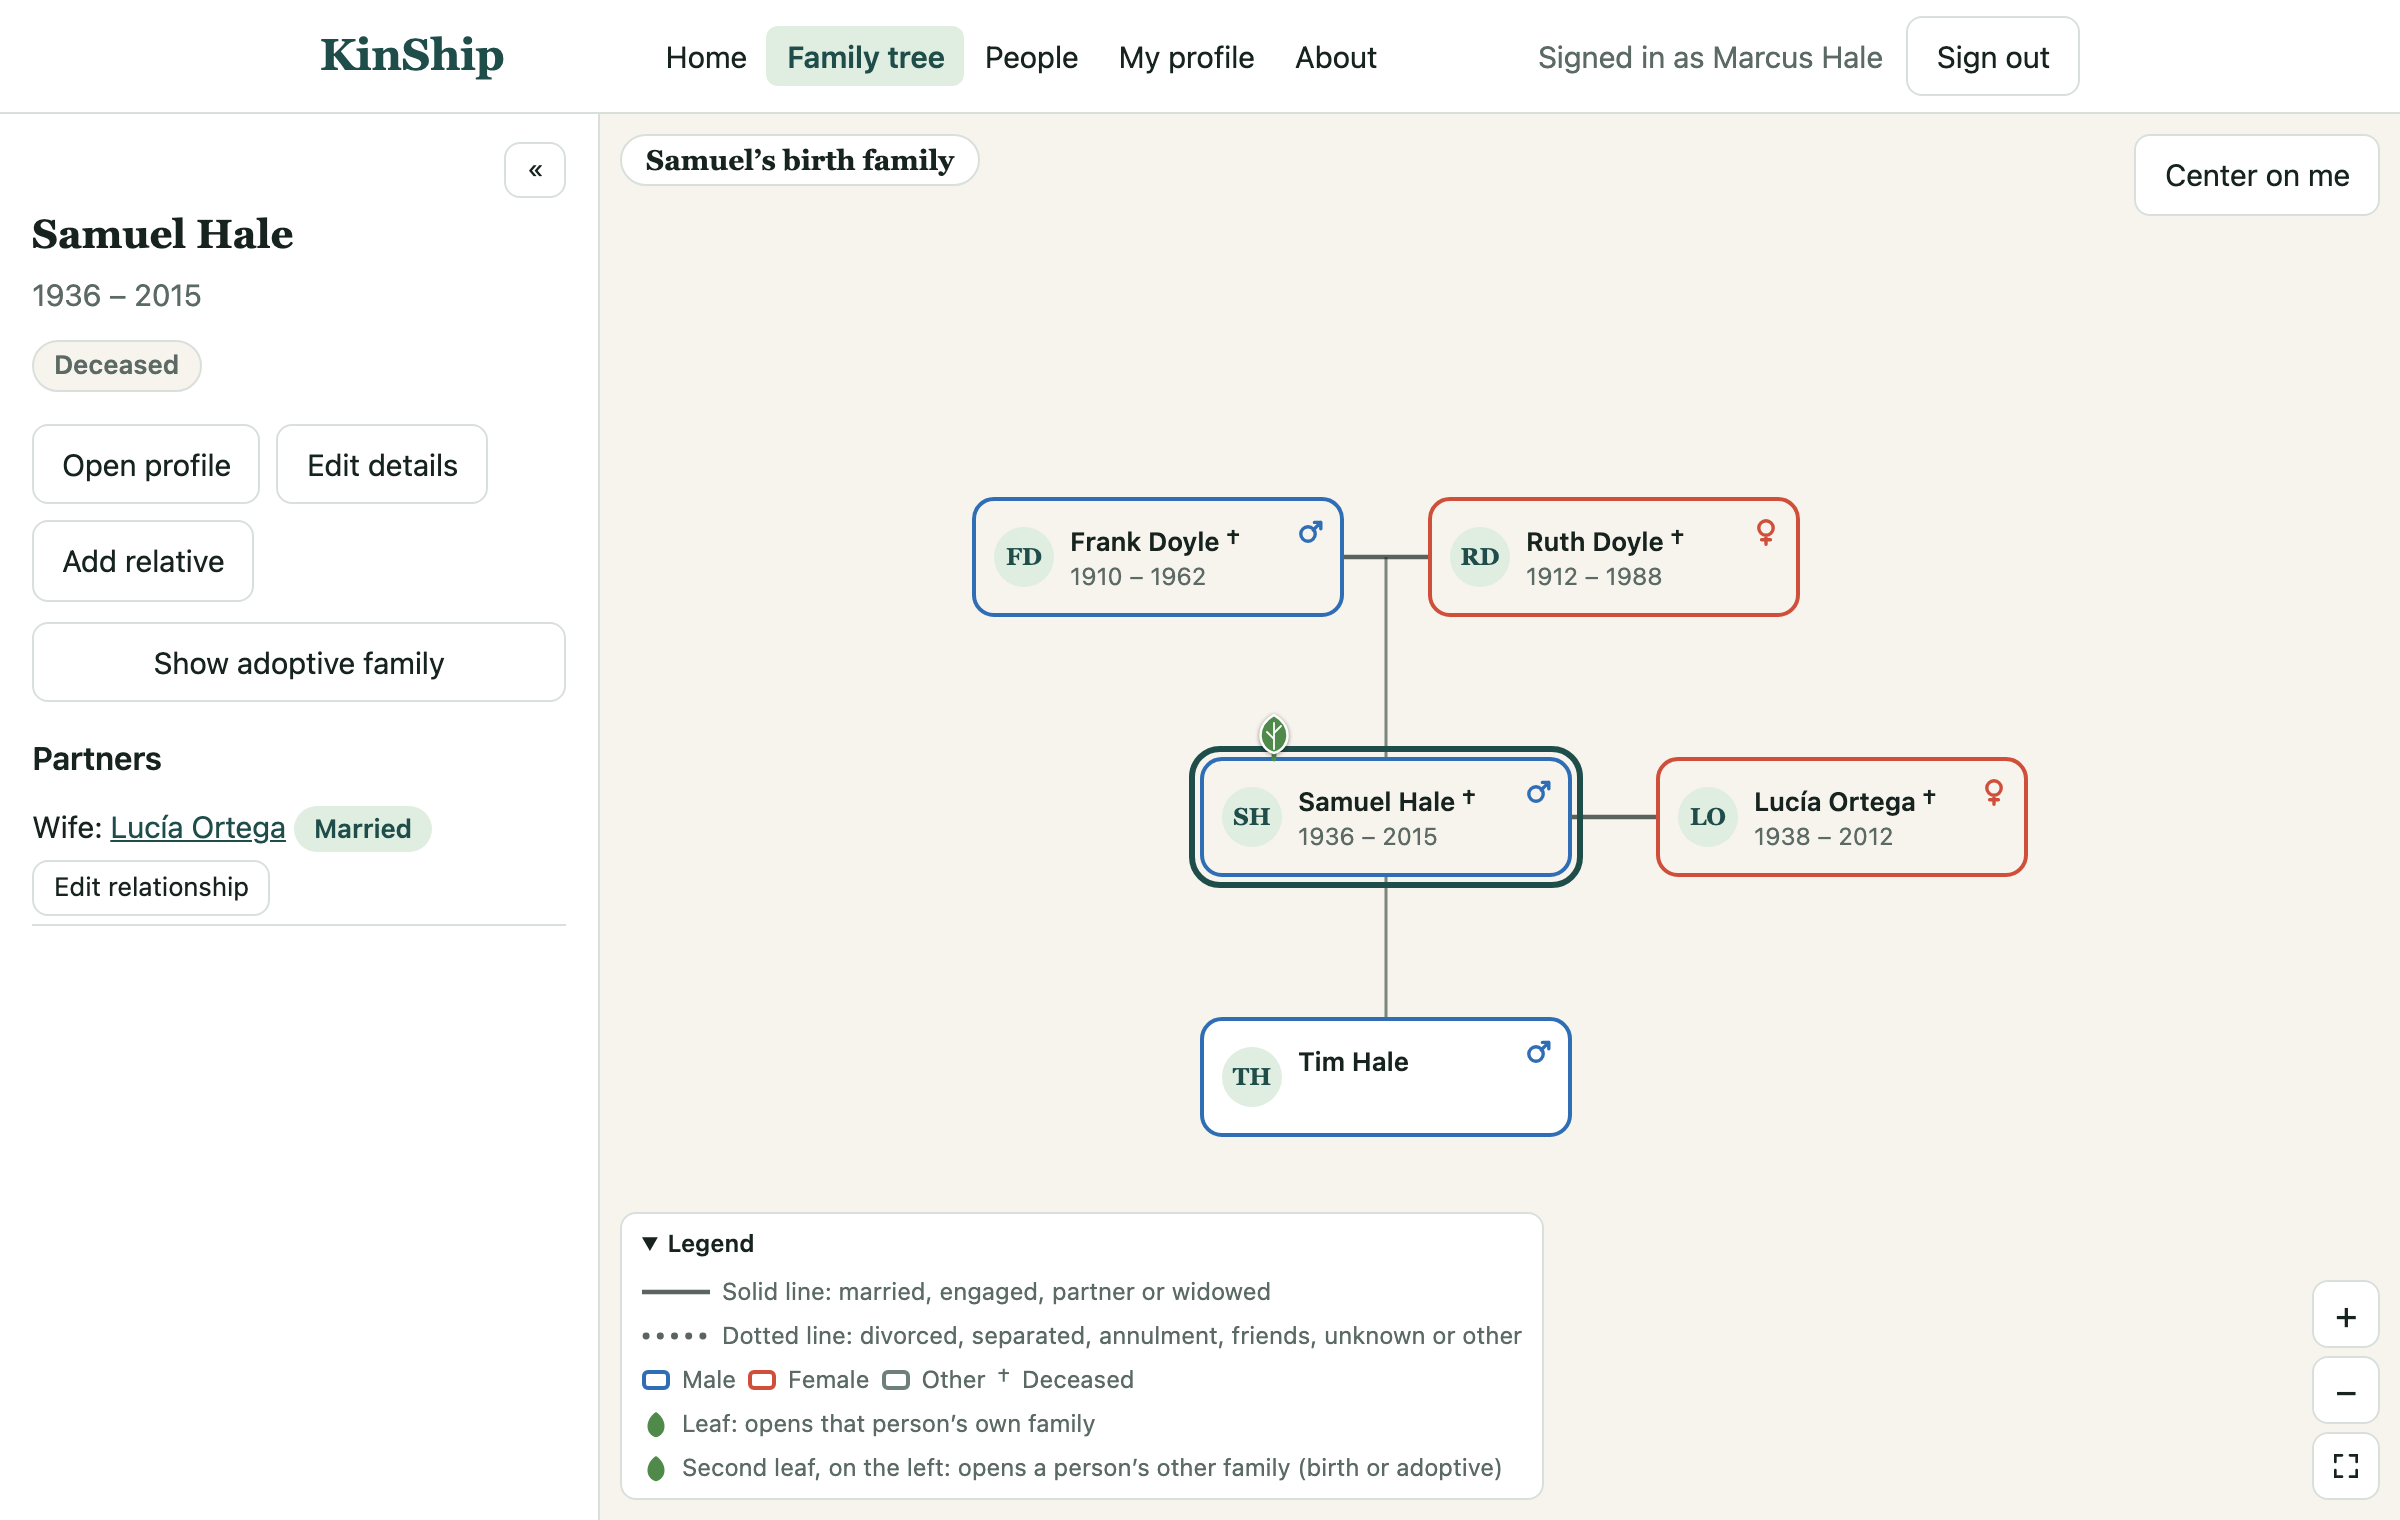 KinShip
Home
Family tree
People
My profile
About
Signed in as Marcus Hale
Sign out
«
Samuel Hale
1936 – 2015
Deceased
Open profile
Edit details
Add relative
Show adoptive family
Partners
Wife: Lucía Ortega Married
Edit relationship
Samuel’s birth family
Center on me
FD
Frank Doyle †
♂
1910 – 1962
RD
Ruth Doyle †
♀
1912 – 1988
SH
Samuel Hale †
♂
1936 – 2015
LO
Lucía Ortega †
♀
1938 – 2012
TH
Tim Hale
♂
▼ Legend
Solid line: married, engaged, partner or widowed
Dotted line: divorced, separated, annulment, friends, unknown or other
Male Female Other † Deceased
Leaf: opens that person’s own family
Second leaf, on the left: opens a person’s other family (birth or adoptive)
+
−